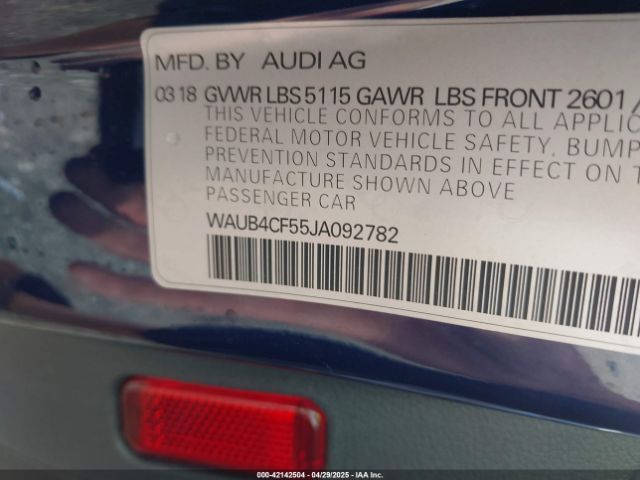 MFD. BY AUDI AG
03 18 GVWR LBS 5115 GAWR LBS FRONT 2601
THIS VEHICLE CONFORMS TO ALL
FEDERAL MOTOR VEHICLE SAFETY,
PREVENTION STANDARDS IN EFFECT ON
MANUFACTURE SHOWN ABOVE
PASSENGER CAR
WAUB4CF55JA092782
000-42142504 - 04/29/2025 - IAA Inc.